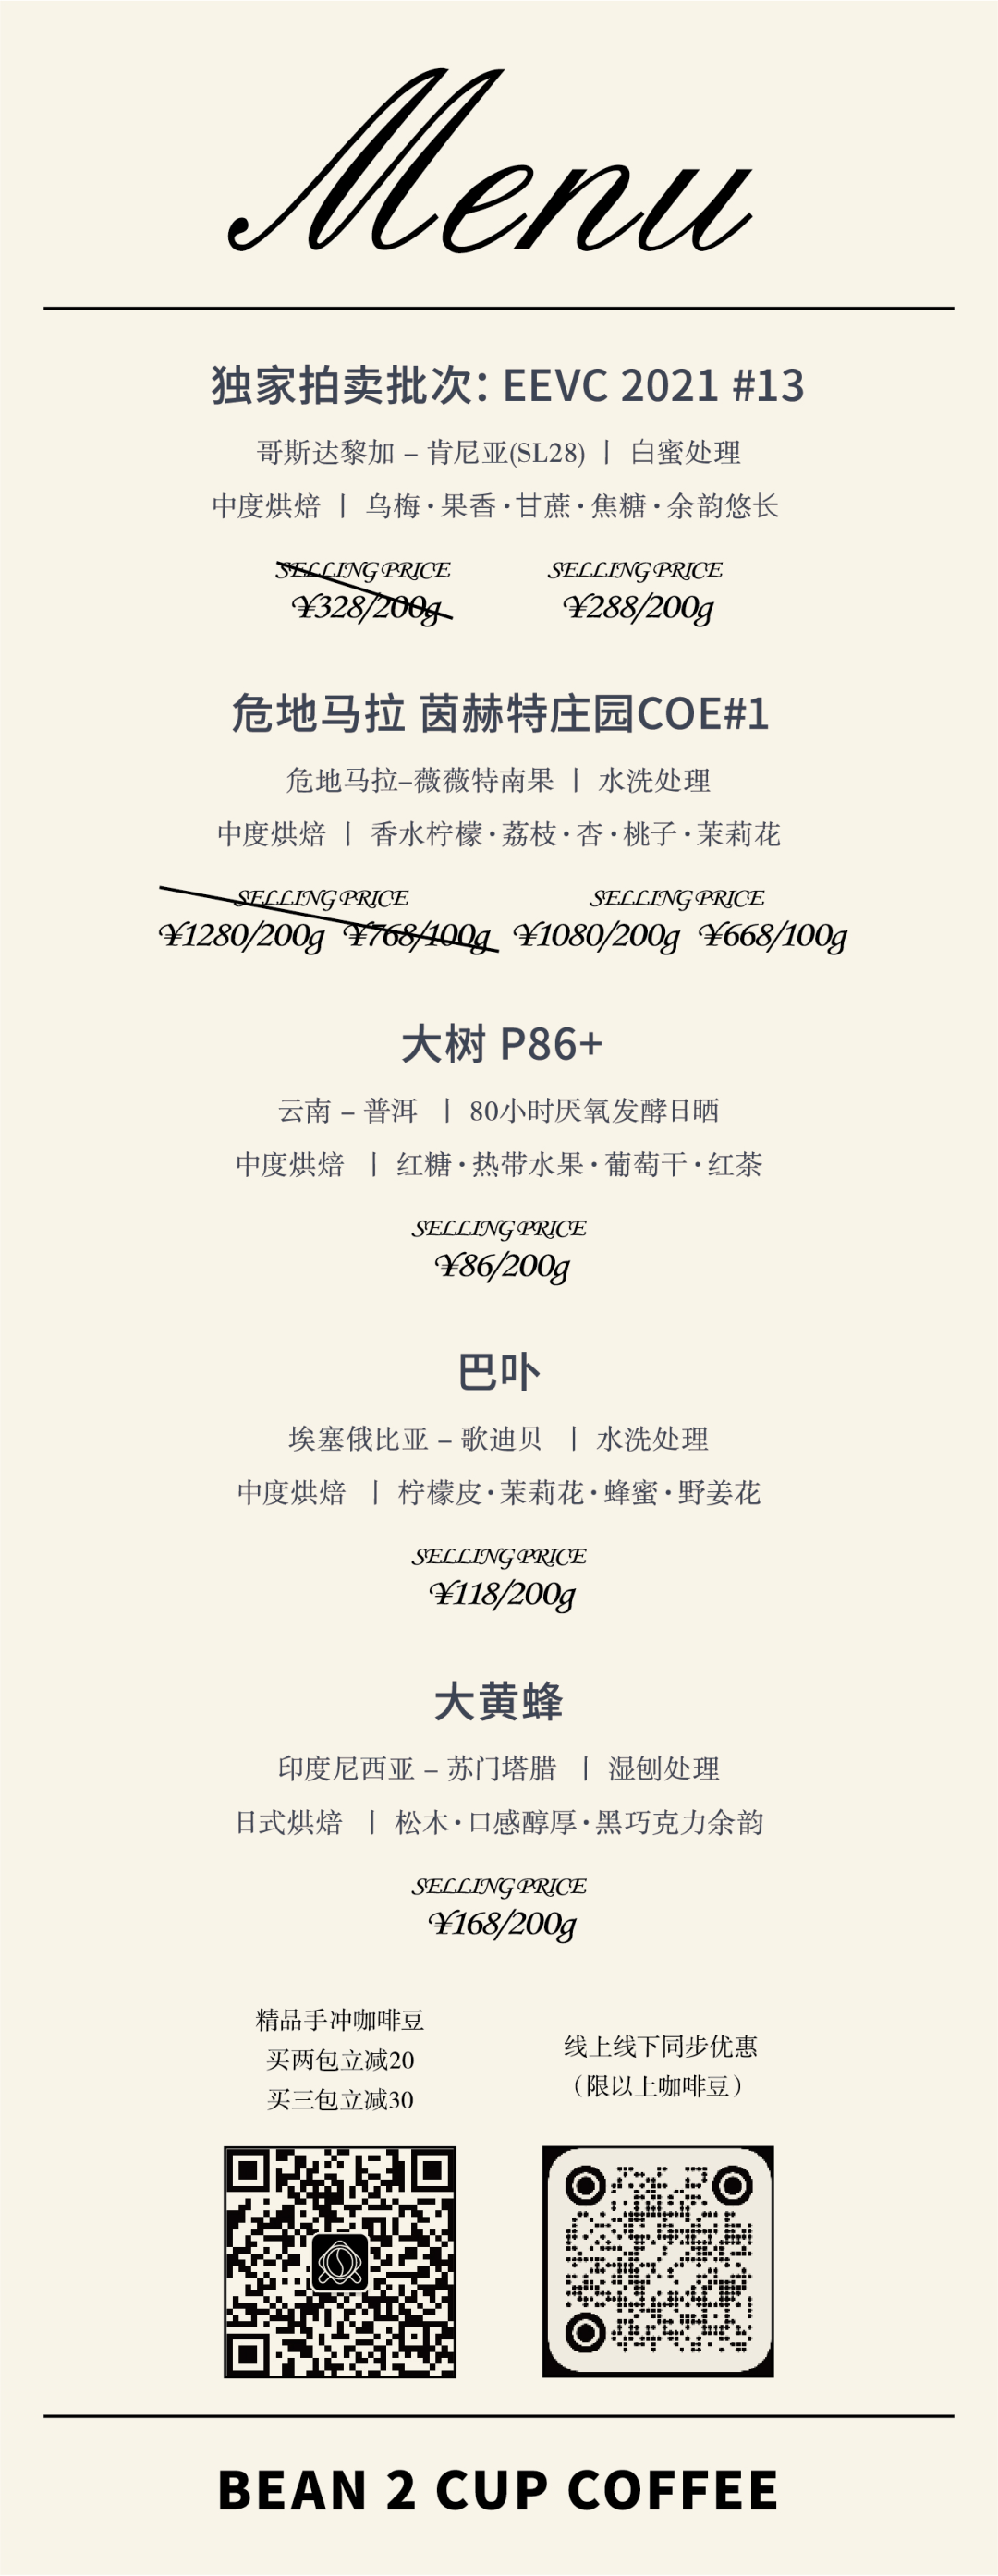 Menu
独家拍卖批次: EEVC 2021 #13
哥斯达黎加 – 肯尼亚(SL28) | 白蜜处理
中度烘焙 | 乌梅·果香·甘蔗·焦糖·余韵悠长
SELLING PRICE SELLING PRICE
¥328/200g ¥288/200g
危地马拉 茵赫特庄园COE#1
危地马拉–薇薇特南果 | 水洗处理
中度烘焙 | 香水柠檬·荔枝·杏·桃子·茉莉花
SELLING PRICE SELLING PRICE
¥1280/200g ¥768/100g ¥1080/200g ¥668/100g
大树 P86+
云南 – 普洱 | 80小时厌氧发酵日晒
中度烘焙 | 红糖·热带水果·葡萄干·红茶
SELLING PRICE
¥86/200g
巴卟
埃塞俄比亚 – 歌迪贝 | 水洗处理
中度烘焙 | 柠檬皮·茉莉花·蜂蜜·野姜花
SELLING PRICE
¥118/200g
大黄蜂
印度尼西亚 – 苏门塔腊 | 湿刨处理
日式烘焙 | 松木·口感醇厚·黑巧克力余韵
SELLING PRICE
¥168/200g
精品手冲咖啡豆
买两包立减20
买三包立减30
线上线下同步优惠
（限以上咖啡豆）
BEAN 2 CUP COFFEE